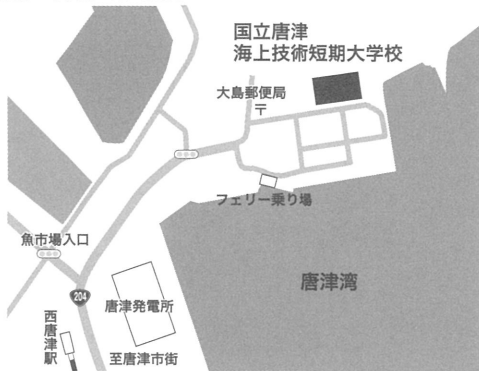 国立唐津
海上技術短期大学校
大島郵便局
〒
フェリー乗り場
魚市場入口
唐津湾
204
唐津発電所
西唐津駅
至唐津市街